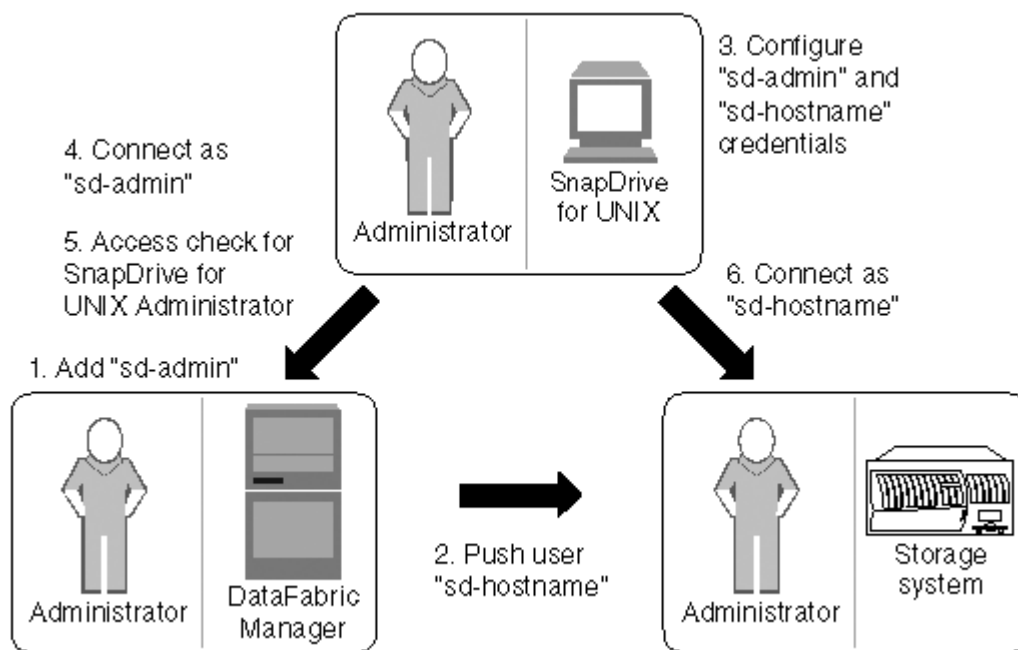 3. Configure
"sd-admin" and
"sd-hostname"
credentials
Administrator
SnapDrive
for UNIX
4. Connect as
"sd-admin"
5. Access check for
SnapDrive for
UNIX Administrator
6. Connect as
"sd-hostname"
1. Add "sd-admin"
Administrator
DataFabric
Manager
2. Push user
"sd-hostname"
Administrator
Storage
system